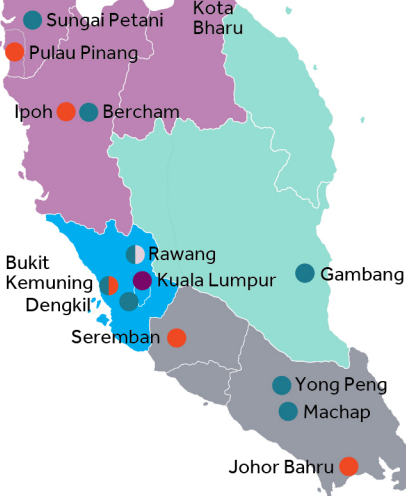 Kota
Bharu
Sungai Petani
Pulau Pinang
Ipoh
Bercham
Rawang
Bukit
Kemuning
Kuala Lumpur
Gambang
Dengkil
Seremban
Yong Peng
Machap
Johor Bahru